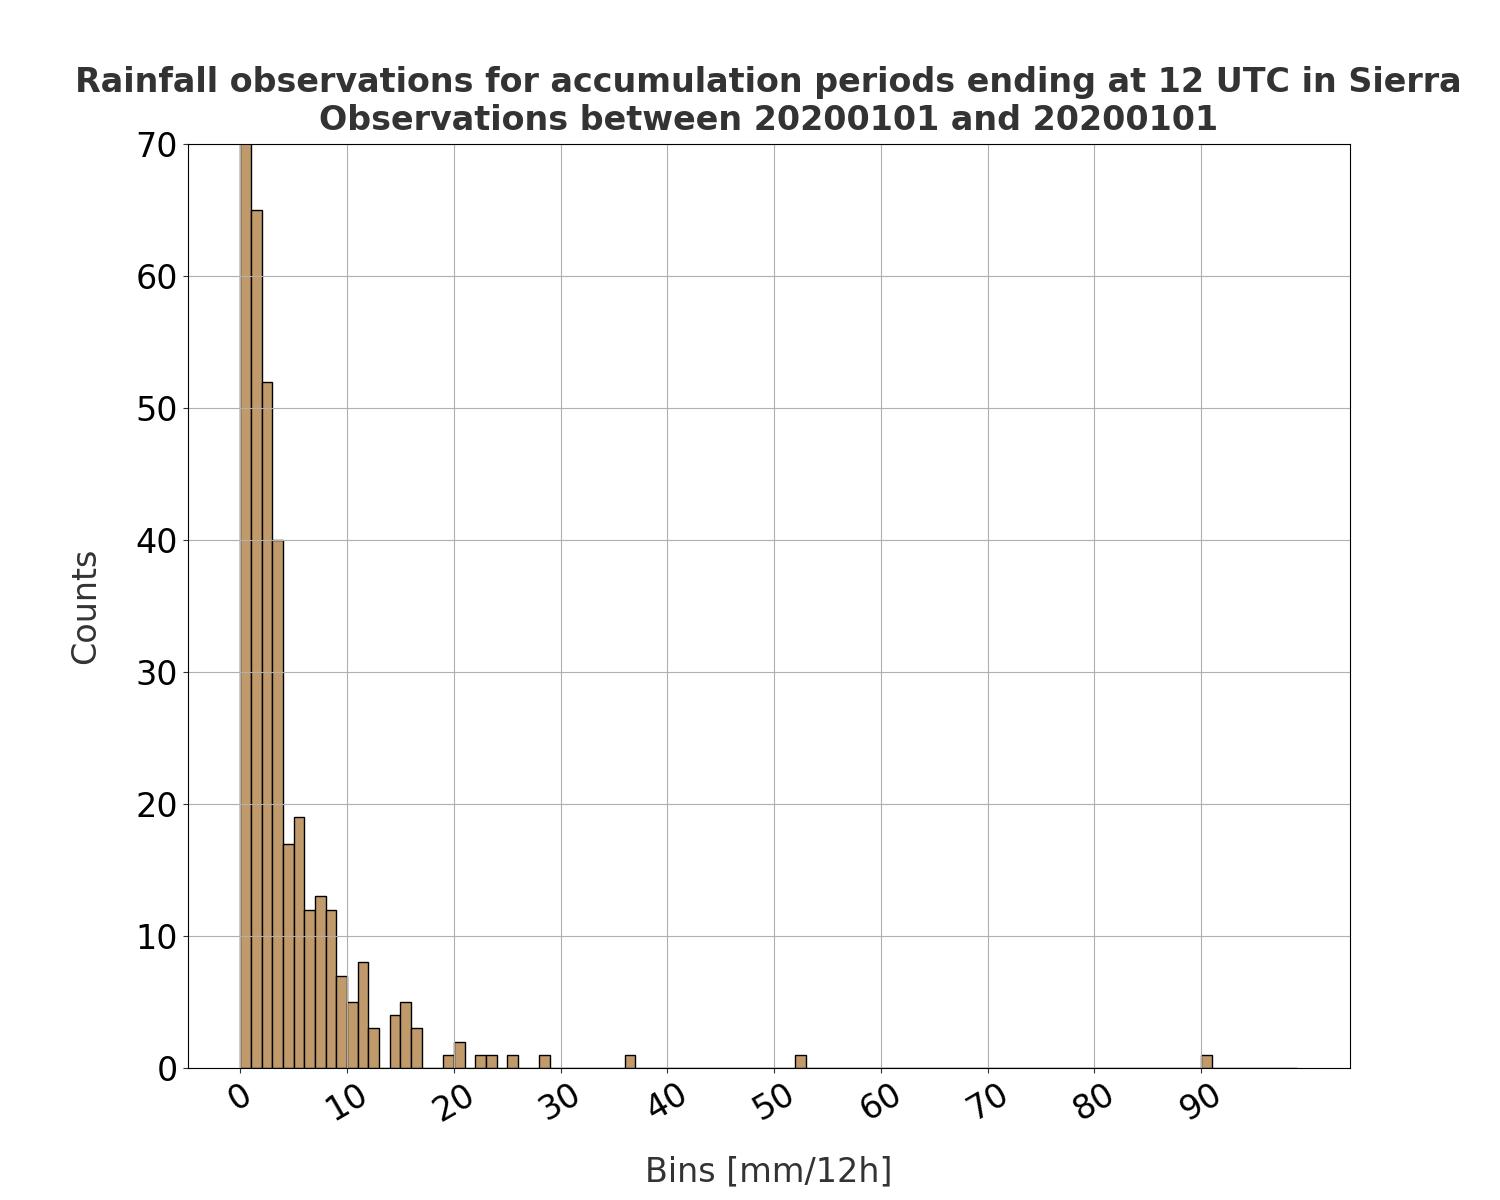 Rainfall observations for accumulation periods ending at 12 UTC in Sierra
Observations between 20200101 and 20200101
70
60
50
40
30
20
10
0
Counts
0 10 20 30 40 50 60 70 80 90
Bins [mm/12h]